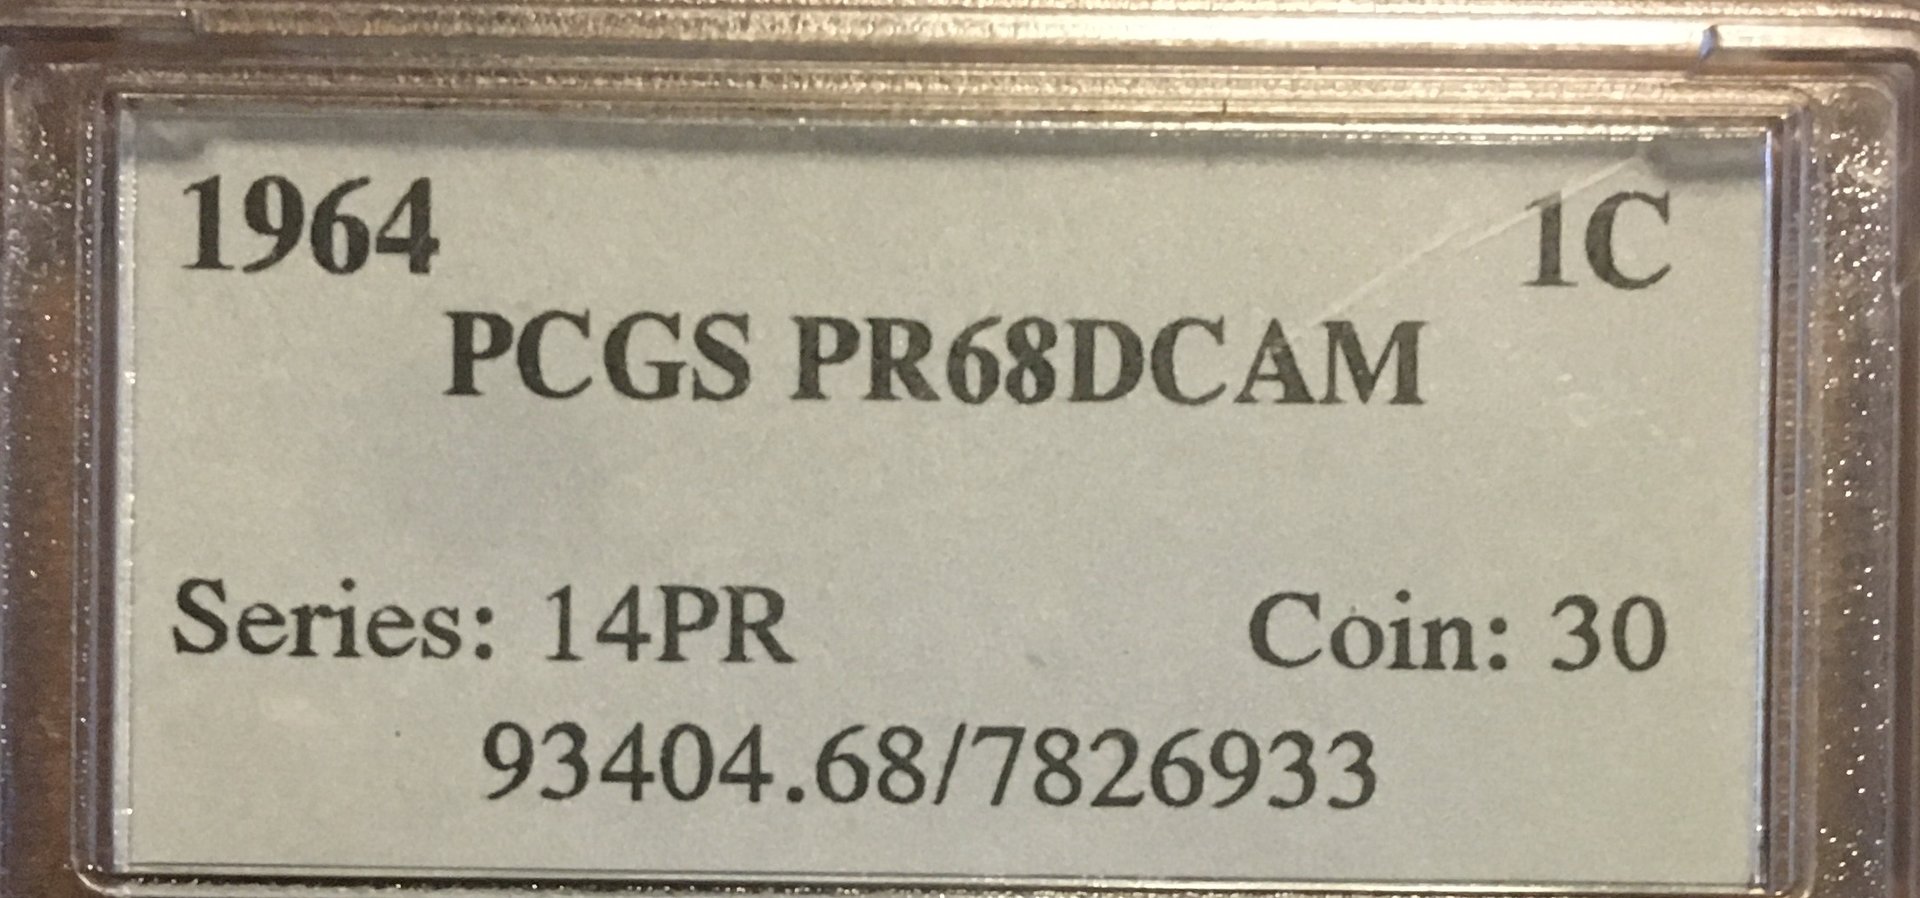 1964 1C
PCGS PR68DCAM
Series: 14PR Coin: 30
93404.68/7826933